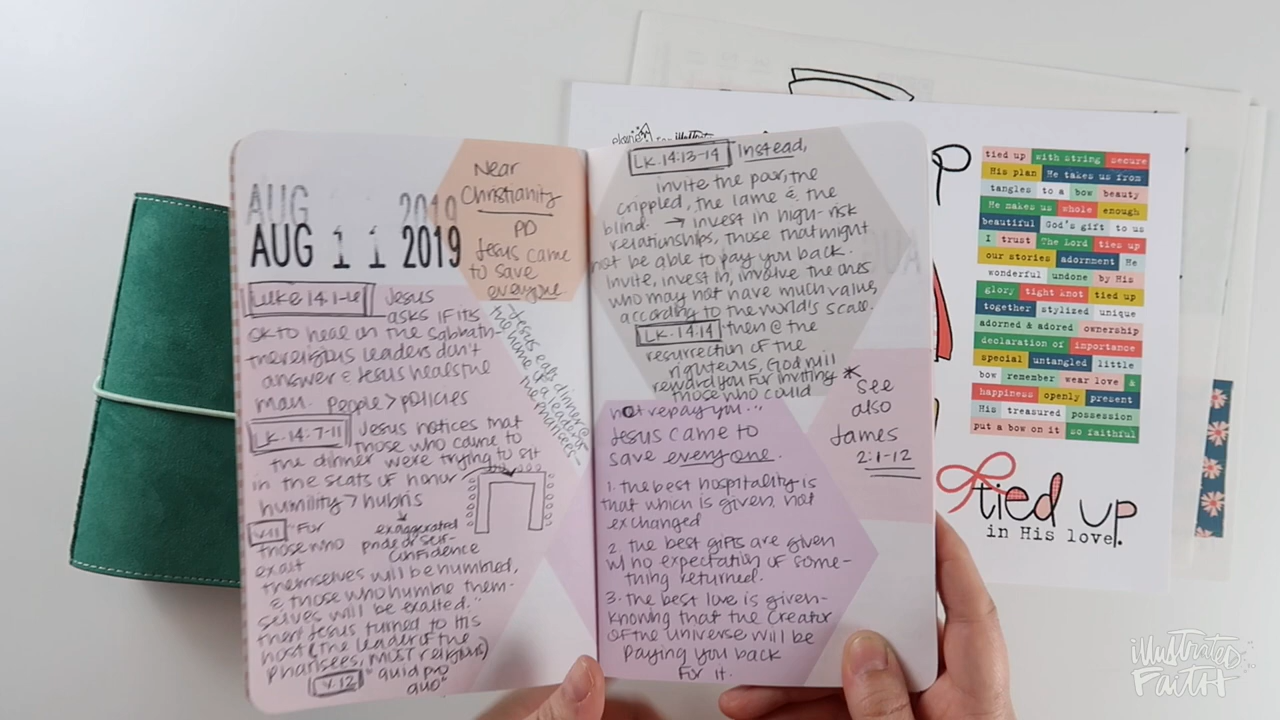 AUG 2019
AUG 11 2019
Near
Christianity
PD
Jesus came
to save
everyone.
Luke 14:1-6 Jesus
asks if it's
ok to heal on the Sabbath-
the religious leaders don't
answer & Jesus heals the
man. People > policies
Jesus eats dinner @
the home of a leader of
the Pharisees-
Lk. 14:7-11 Jesus notices that
those who came to
the dinner were trying to sit
in the seats of honor
humility > hubris
exaggerated
pride or self-
confidence
v. 11 "For
those who
exalt
themselves will be humbled,
& those who humble them-
selves will be exalted."
then Jesus turned to His
host (the leader of the
pharisees, MOST religious)
v. 12 "quid pro
quo"
Lk. 14:13-14 Instead,
invite the poor, the
crippled, the lame & the
blind. → invest in high-risk
relationships, those that might
not be able to pay you back.
Invite, invest in, involve the ones
who may not have much value,
according to the world's scale.
Lk. 14:14 then @ the
resurrection of the
righteous, God will
reward you for inviting
those who could
not repay you."
* see
also
James
2:1-12
Jesus came to
save everyone.
1. the best hospitality is
that which is given, not
exchanged
2. the best gifts are given
w/ no expectation of some-
thing returned.
3. the best love is given-
knowing that the creator
of the universe will be
paying you back
for it.
tied up with string secure
His plan He takes us from
tangles to a bow beauty
He makes us whole enough
beautiful God's gift to us
I trust The Lord ties up
our stories adornment He
wonderful undone by His
glory tight knot tied up
together stylized unique
adorned & adored ownership
declaration of importance
special untangled little
bow remember wear love &
happiness openly present
His treasured possession
put a bow on it so faithful
tied up
in His love.
illustrated
Faith